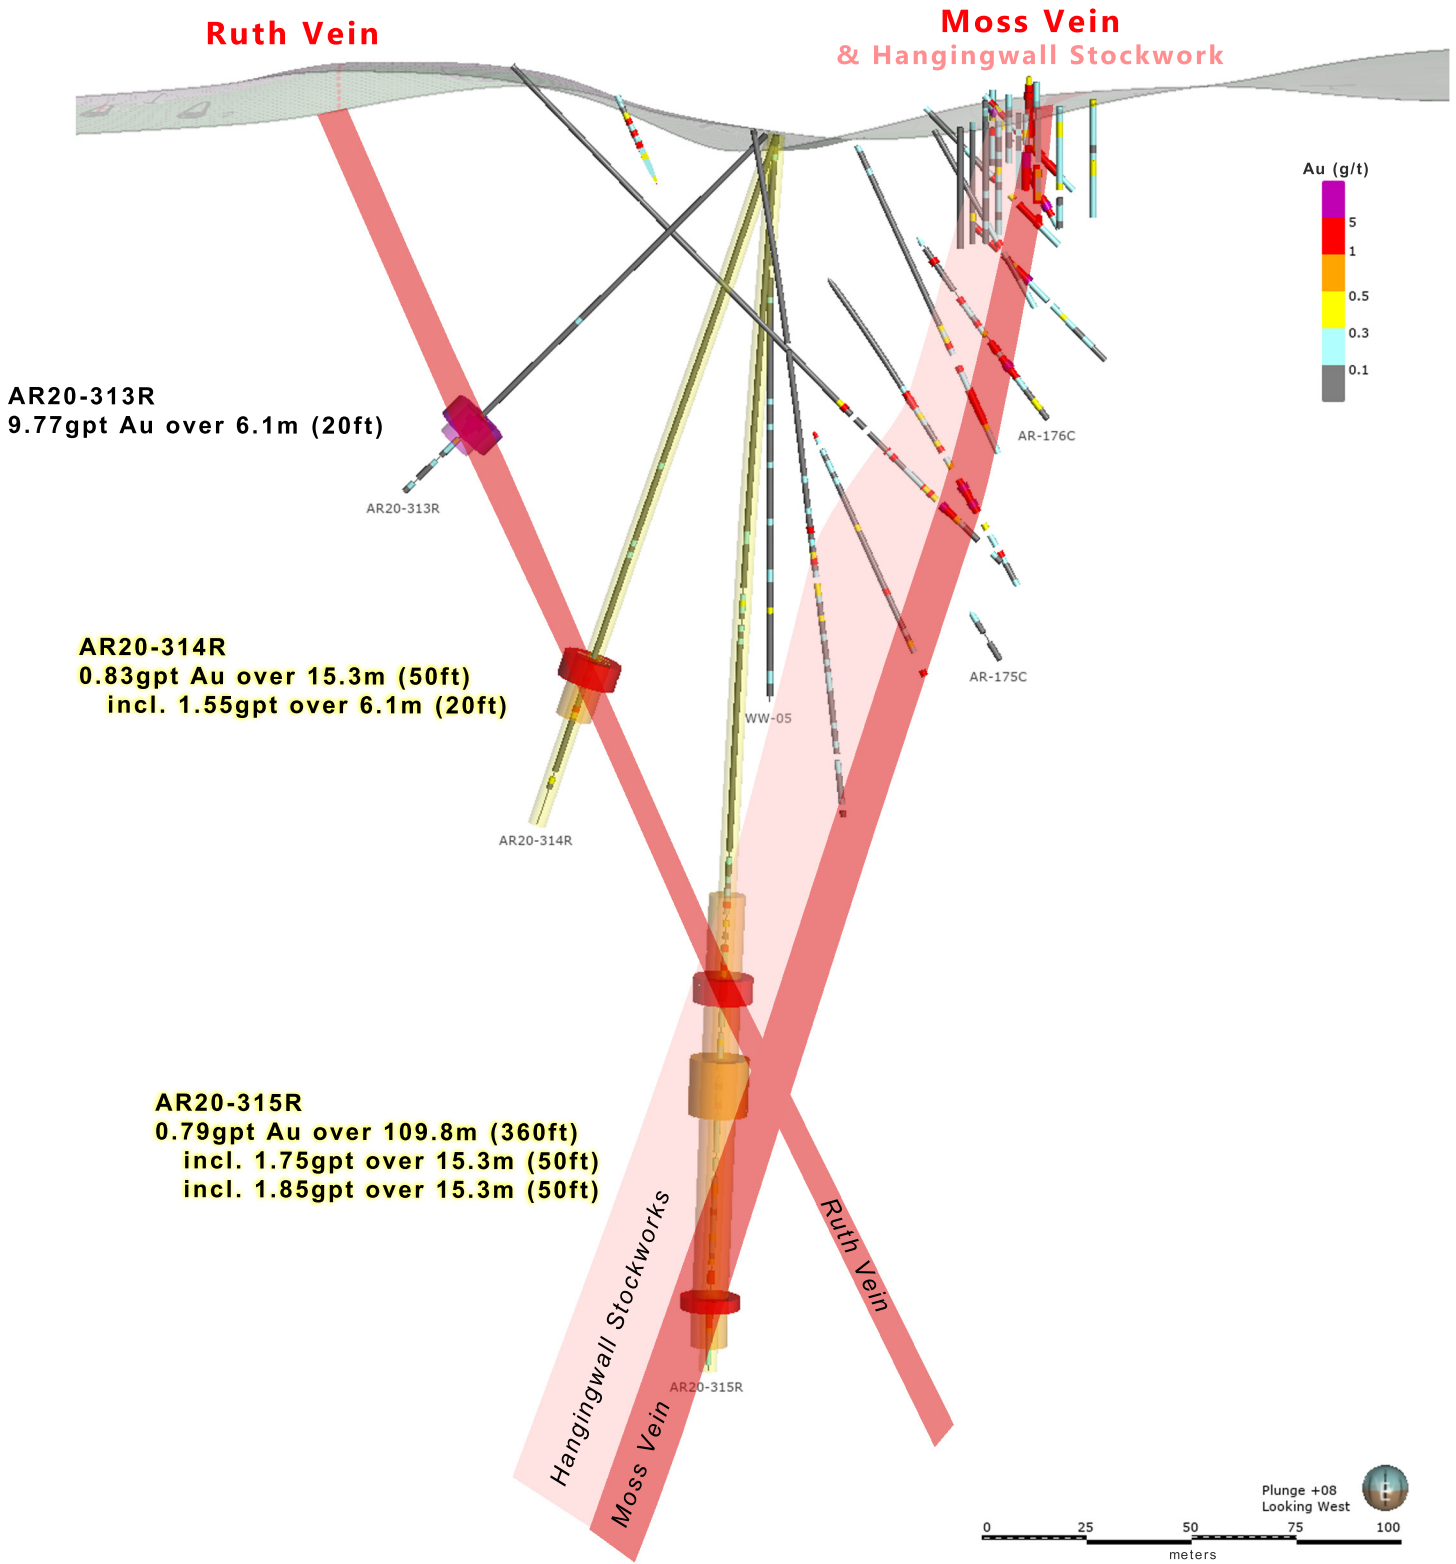 Ruth Vein
Moss Vein
& Hangingwall Stockwork
Au (g/t)
5
1
0.5
0.3
0.1
AR20-313R
9.77gpt Au over 6.1m (20ft)
AR-176C
AR20-313R
AR20-314R
0.83gpt Au over 15.3m (50ft)
incl. 1.55gpt over 6.1m (20ft)
AR-175C
WW-05
AR20-314R
AR20-315R
0.79gpt Au over 109.8m (360ft)
incl. 1.75gpt over 15.3m (50ft)
incl. 1.85gpt over 15.3m (50ft)
Hangingwall Stockworks
Ruth Vein
AR20-315R
Moss Vein
Plunge +08
Looking West
0 25 50 75 100
meters